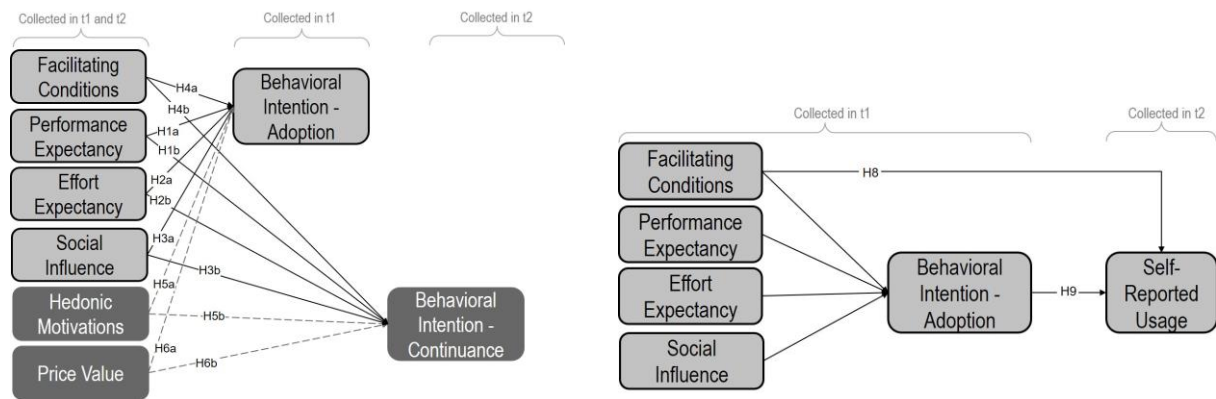 Collected in t1 and t2
Collected in t1
Collected in t2
Facilitating
Conditions
Performance
Expectancy
Effort
Expectancy
Social
Influence
Hedonic
Motivations
Price Value
H4a
H4b
H1a
H1b
H2a
H2b
H3a
H3b
H5a
H5b
H6a
H6b
Behavioral
Intention -
Adoption
Behavioral
Intention -
Continuance
Collected in t1
Collected in t2
Facilitating
Conditions
Performance
Expectancy
Effort
Expectancy
Social
Influence
H8
Behavioral
Intention -
Adoption
H9
Self-
Reported
Usage